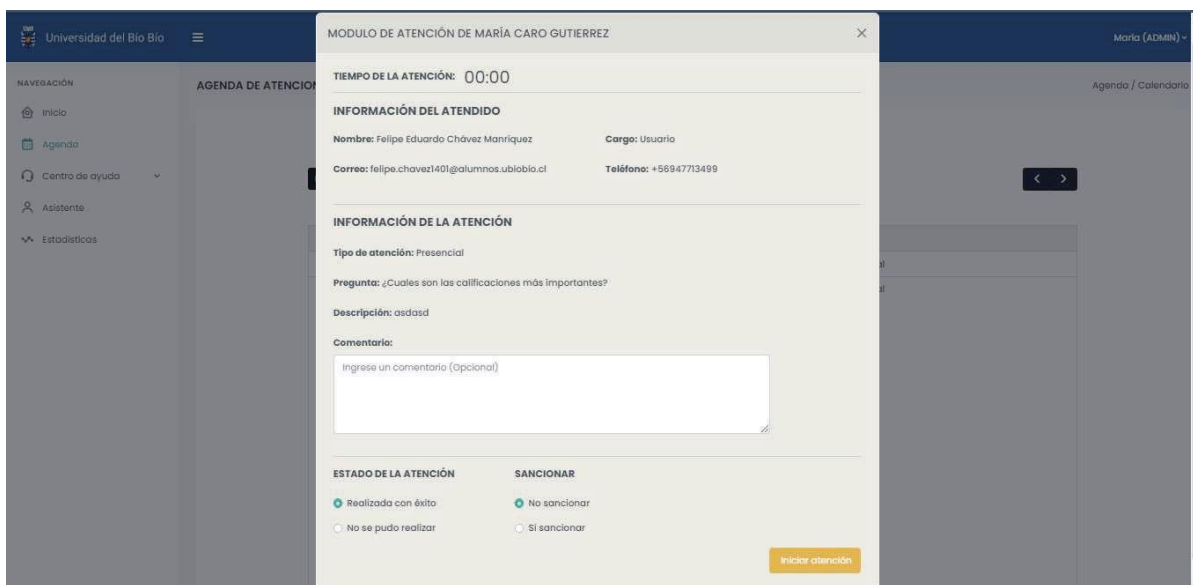 Universidad del Bío Bío
MODULO DE ATENCIÓN DE MARÍA CARO GUTIERREZ
María (ADMIN)
NAVEGACIÓN
AGENDA DE ATENCION
Agenda / Calendario
Inicio
Agenda
Centro de ayuda
Asistente
Estadísticas
TIEMPO DE LA ATENCIÓN: 00:00
INFORMACIÓN DEL ATENDIDO
Nombre: Felipe Eduardo Chávez Manríquez Cargo: Usuario
Correo: felipe.chavez1401@alumnos.ubiobio.cl Teléfono: +56947713499
INFORMACIÓN DE LA ATENCIÓN
Tipo de atención: Presencial
Pregunta: ¿Cuales son las calificaciones más importantes?
Descripción: asdasd
Comentario:
Ingrese un comentario (Opcional)
ESTADO DE LA ATENCIÓN SANCIONAR
Realizada con éxito No sancionar
No se pudo realizar Si sancionar
Iniciar atención